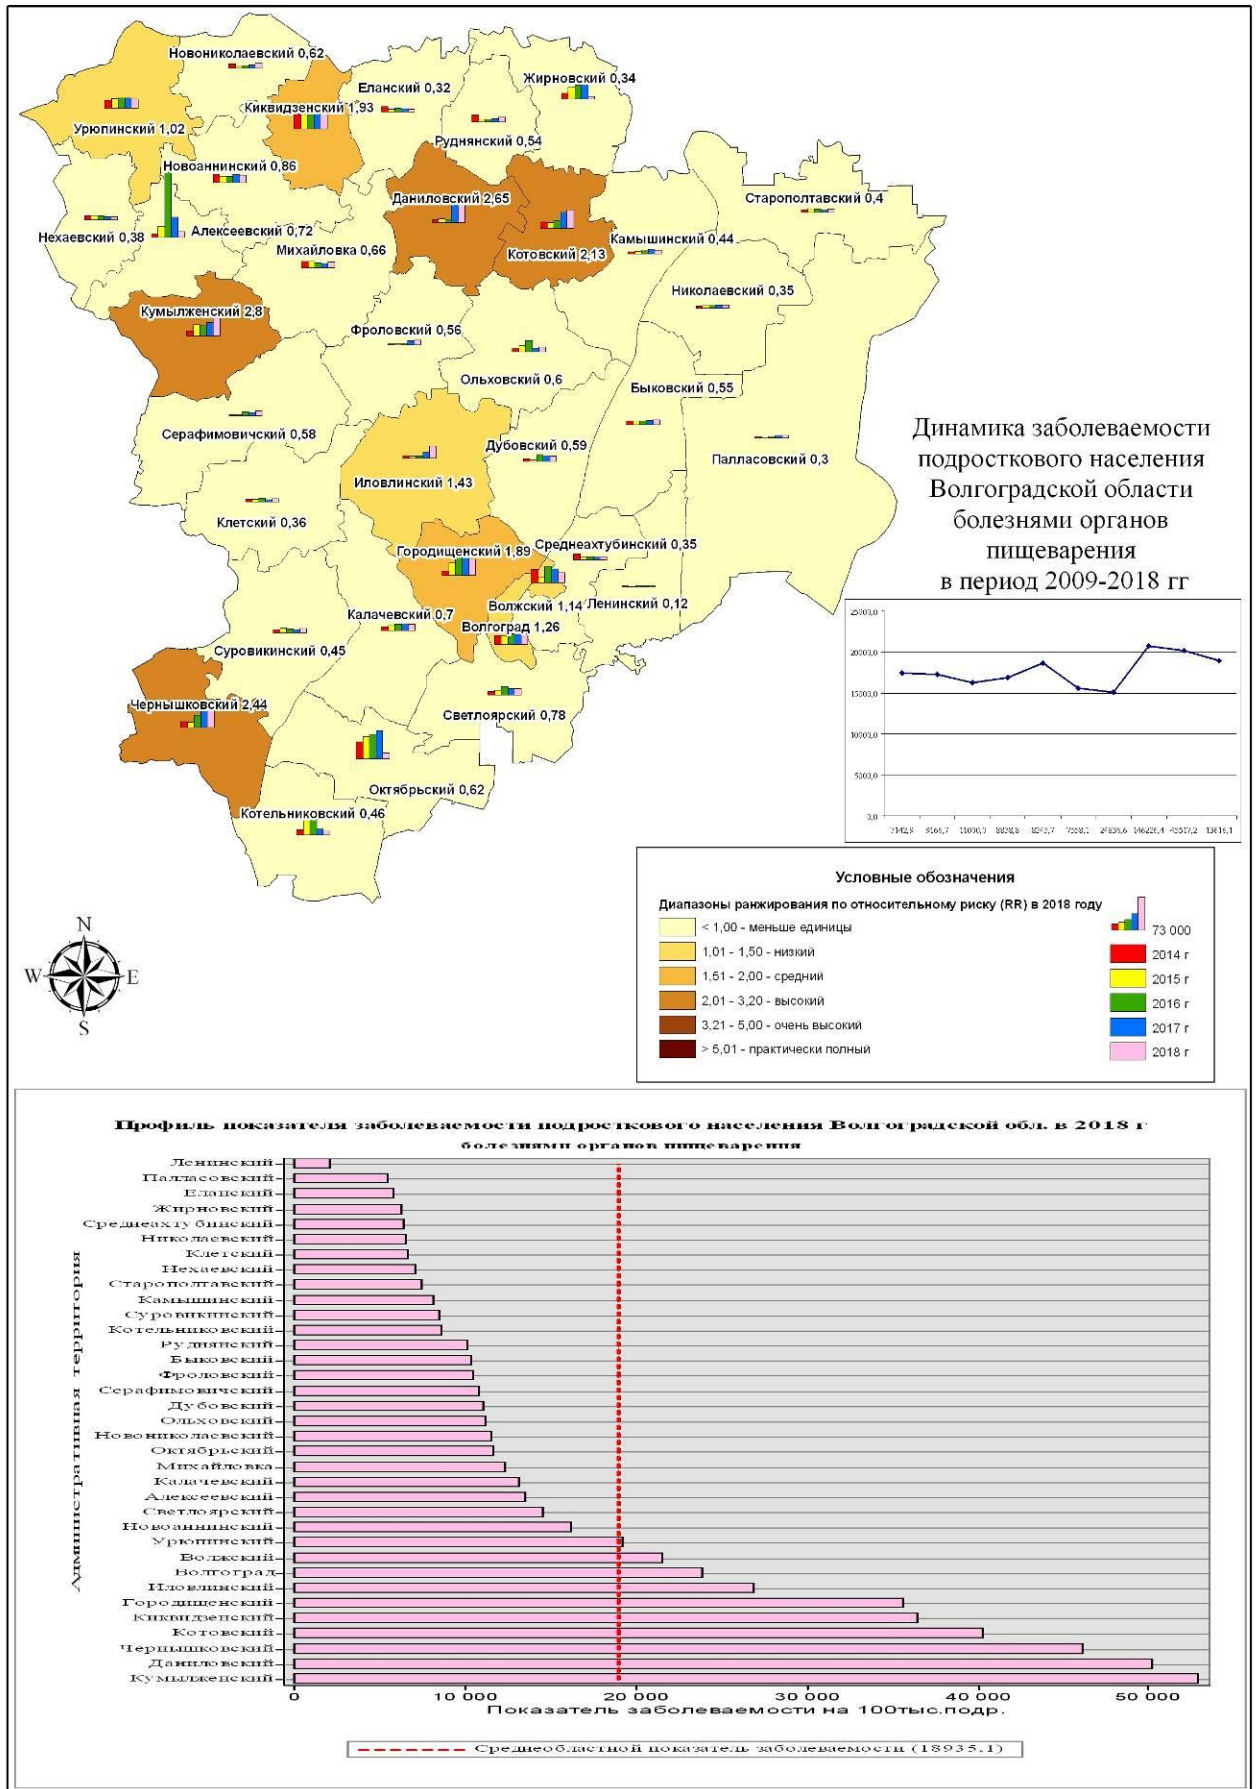 Новониколаевский 0,62
Еланский 0,32
Жирновский 0,34
Киквидзенский 1,93
Урюпинский 1,02
Руднянский 0,54
Новоаннинский 0,86
Даниловский 2,65
Старополтавский 0,4
Нехаевский 0,38
Алексеевский 0,72
Камышинский 0,44
Михайловка 0,66
Котовский 2,13
Николаевский 0,35
Кумылженский 2,8
Фроловский 0,56
Ольховский 0,6
Быковский 0,55
Серафимовичский 0,58
Дубовский 0,59
Палласовский 0,3
Иловлинский 1,43
Клетский 0,36
Городищенский 1,89
Среднеахтубинский 0,35
Волжский 1,14
Ленинский 0,12
Калачевский 0,7
Волгоград 1,26
Суровикинский 0,45
Чернышковский 2,44
Светлоярский 0,78
Октябрьский 0,62
Котельниковский 0,46
Динамика заболеваемости
подросткового населения
Волгоградской области
болезнями органов
пищеварения
в период 2009-2018 гг
25000,0
20000,0
15000,0
10000,0
5000,0
0,0
N
W E
S
Условные обозначения
Диапазоны ранжирования по относительному риску (RR) в 2018 году
< 1,00 - меньше единицы
1,01 - 1,50 - низкий
1,51 - 2,00 - средний
2,01 - 3,20 - высокий
3,21 - 5,00 - очень высокий
> 5,01 - практически полный
73 000
2014 г
2015 г
2016 г
2017 г
2018 г
Профиль показателя заболеваемости подросткового населения Волгоградской обл. в 2018 г
болезнями органов пищеварения
Административная территория
Ленинский
Палласовский
Еланский
Жирновский
Среднеахтубинский
Николаевский
Клетский
Нехаевский
Старополтавский
Камышинский
Суровикинский
Котельниковский
Руднянский
Быковский
Фроловский
Серафимовичский
Дубовский
Ольховский
Новониколаевский
Октябрьский
Михайловка
Калачевский
Алексеевский
Светлоярский
Новоаннинский
Урюпинский
Волжский
Волгоград
Иловлинский
Городищенский
Киквидзенский
Котовский
Чернышковский
Даниловский
Кумылженский
0 10 000 20 000 30 000 40 000 50 000
Показатель заболеваемости на 100тыс.подр.
Среднеобластной показатель заболеваемости (18935,1)